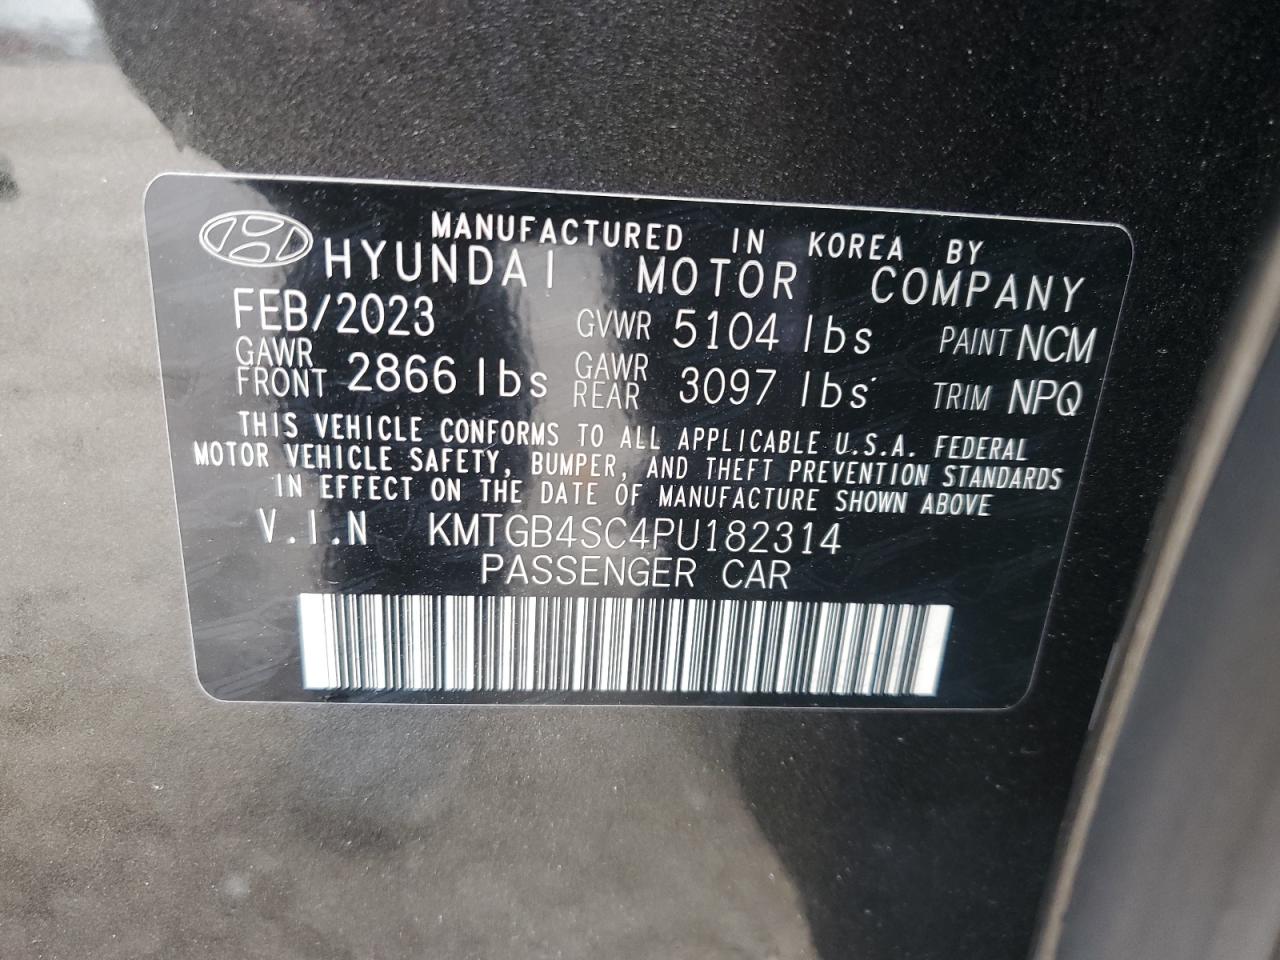 MANUFACTURED IN KOREA BY
HYUNDAI MOTOR COMPANY
FEB/2023 GVWR 5104 lbs PAINT NCM
GAWR FRONT 2866 lbs GAWR REAR 3097 lbs TRIM NPQ
THIS VEHICLE CONFORMS TO ALL APPLICABLE U.S.A. FEDERAL
MOTOR VEHICLE SAFETY, BUMPER, AND THEFT PREVENTION STANDARDS
IN EFFECT ON THE DATE OF MANUFACTURE SHOWN ABOVE
V.I.N KMTGB4SC4PU182314
PASSENGER CAR